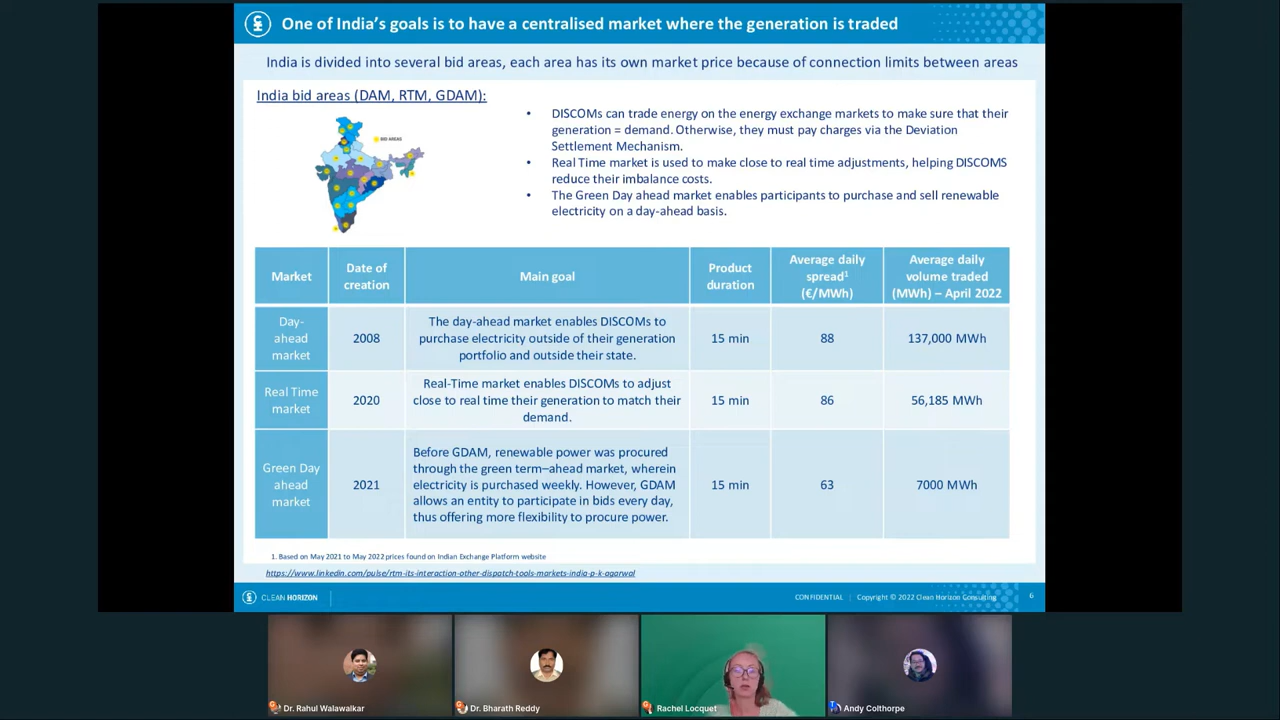 One of India's goals is to have a centralised market where the generation is traded
India is divided into several bid areas, each area has its own market price because of connection limits between areas
India bid areas (DAM, RTM, GDAM):
BID AREAS
• DISCOMs can trade energy on the energy exchange markets to make sure that their
generation = demand. Otherwise, they must pay charges via the Deviation
Settlement Mechanism.
• Real Time market is used to make close to real time adjustments, helping DISCOMS
reduce their imbalance costs.
• The Green Day ahead market enables participants to purchase and sell renewable
electricity on a day-ahead basis.
Market
Date of
creation
Main goal
Product
duration
Average daily
spread¹
(€/MWh)
Average daily
volume traded
(MWh) – April 2022
Day-
ahead
market
2008
The day-ahead market enables DISCOMs to
purchase electricity outside of their generation
portfolio and outside their state.
15 min
88
137,000 MWh
Real Time
market
2020
Real-Time market enables DISCOMs to adjust
close to real time their generation to match their
demand.
15 min
86
56,185 MWh
Green Day
ahead
market
2021
Before GDAM, renewable power was procured
through the green term–ahead market, wherein
electricity is purchased weekly. However, GDAM
allows an entity to participate in bids every day,
thus offering more flexibility to procure power.
15 min
63
7000 MWh
1. Based on May 2021 to May 2022 prices found on Indian Exchange Platform website
https://www.linkedin.com/pulse/rtm-its-interaction-other-dispatch-tools-markets-india-p-k-agarwal
CLEAN HORIZON
CONFIDENTIAL | Copyright © 2022 Clean Horizon Consulting
6
Dr. Rahul Walawalkar
Dr. Bharath Reddy
Rachel Locquet
Andy Colthorpe